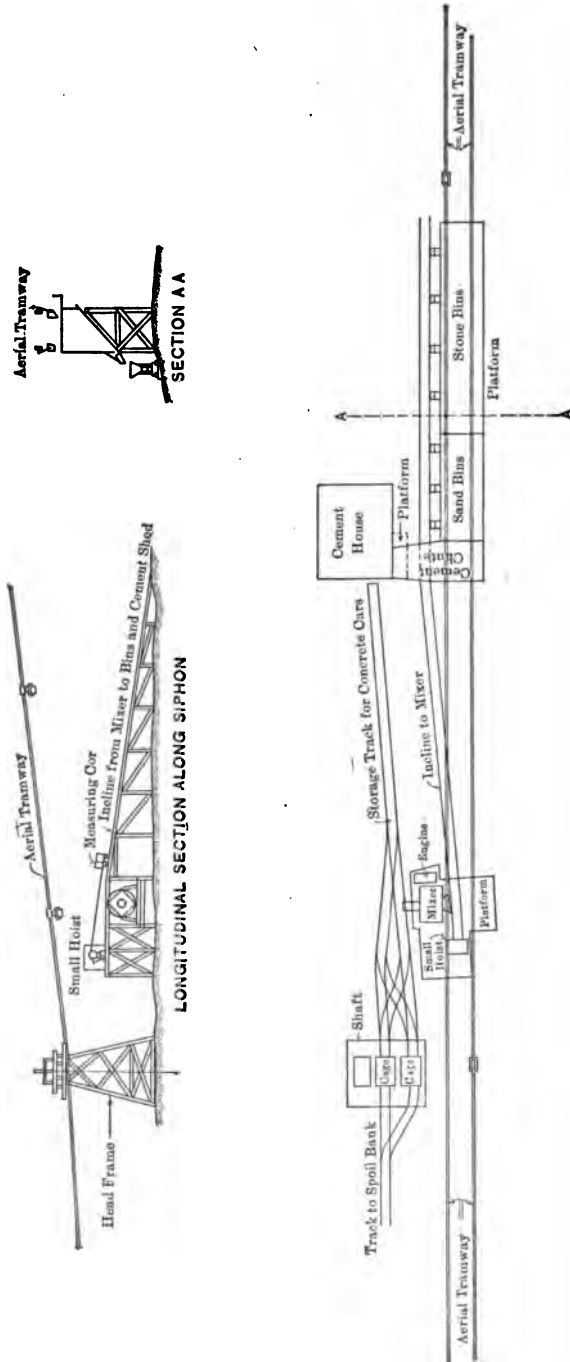 Aerial Tramway
Small Hoist
Measuring Cor
Incline from Mixer to Bins and Cement Shed
Head Frame
LONGITUDINAL SECTION ALONG SIPHON
Aerial Tramway
SECTION AA
Track to Spoil Bank
Shaft
Cage
Cage
Storage Track for Concrete Cars
Small
Hoist
Mixer
Engine
Platform
Incline to Mixer
Cement
House
Platform
Cement
Chute
Sand Bins
Stone Bins
Platform
A
A
Aerial Tramway
Aerial Tramway